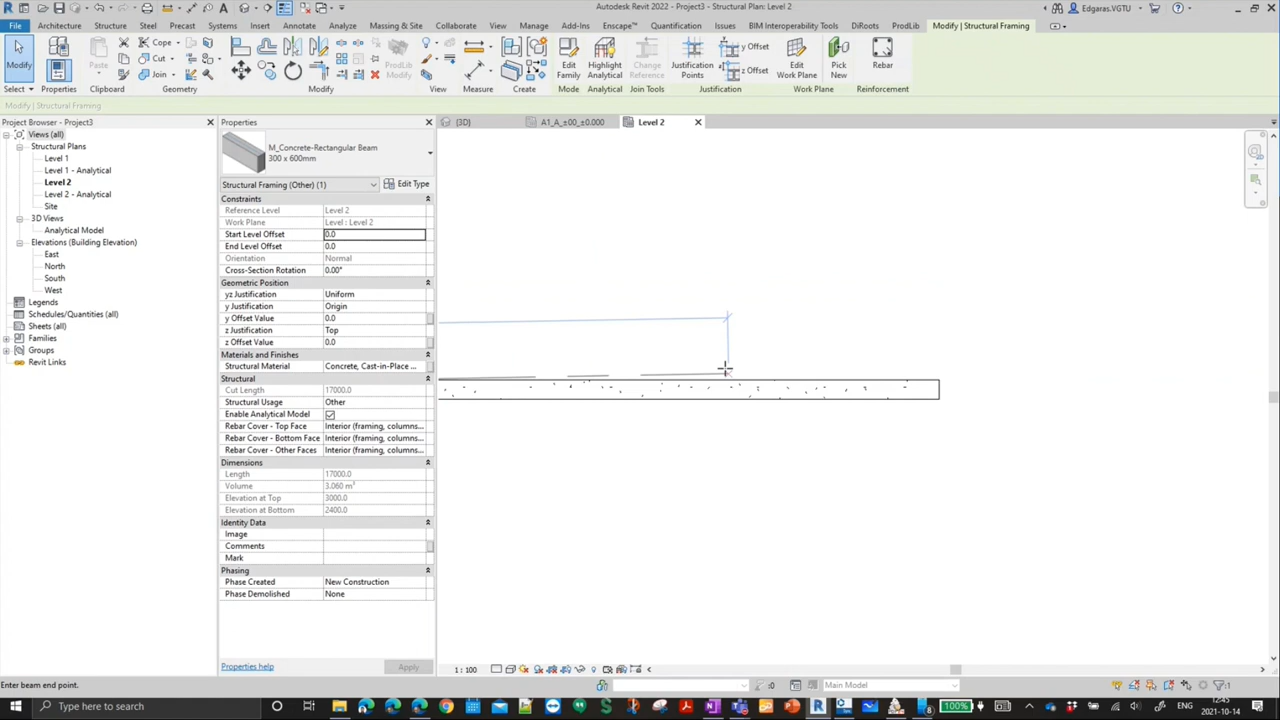 Autodesk Revit 2022 - Project3 - Structural Plan: Level 2
Edgaras.VGTU
File Architecture Structure Steel Precast Systems Insert Annotate Analyze Massing & Site Collaborate View Manage Add-Ins Enscape™ Quantification Issues BIM Interoperability Tools DiRoots ProdLib Modify | Structural Framing
Cope
Cut
Join
Modify
Paste
ProdLib Modify
Edit Family
Highlight Analytical
Change Reference
Justification Points
y Offset
z Offset
Edit Work Plane
Pick New
Rebar
Select Properties Clipboard Geometry Modify View Measure Create Mode Analytical Join Tools Justification Work Plane Reinforcement
Modify | Structural Framing
Project Browser - Project3
Views (all)
Structural Plans
Level 1
Level 1 - Analytical
Level 2
Level 2 - Analytical
Site
3D Views
Analytical Model
Elevations (Building Elevation)
East
North
South
West
Legends
Schedules/Quantities (all)
Sheets (all)
Families
Groups
Revit Links
Properties
M_Concrete-Rectangular Beam
300 x 600mm
Structural Framing (Other) (1) Edit Type
Constraints
Reference Level Level 2
Work Plane Level : Level 2
Start Level Offset 0.0
End Level Offset 0.0
Orientation Normal
Cross-Section Rotation 0.00°
Geometric Position
yz Justification Uniform
y Justification Origin
y Offset Value 0.0
z Justification Top
z Offset Value 0.0
Materials and Finishes
Structural Material Concrete, Cast-in-Place ...
Structural
Cut Length 17000.0
Structural Usage Other
Enable Analytical Model
Rebar Cover - Top Face Interior (framing, columns...
Rebar Cover - Bottom Face Interior (framing, columns...
Rebar Cover - Other Faces Interior (framing, columns...
Dimensions
Length 17000.0
Volume 3.060 m³
Elevation at Top 3000.0
Elevation at Bottom 2400.0
Identity Data
Image
Comments
Mark
Phasing
Phase Created New Construction
Phase Demolished None
Properties help Apply
{3D} A1_A_±00_±0.000 Level 2
1 : 100
Enter beam end point.
:0 Main Model :1
Type here to search
100% ENG 12:45
2021-10-14